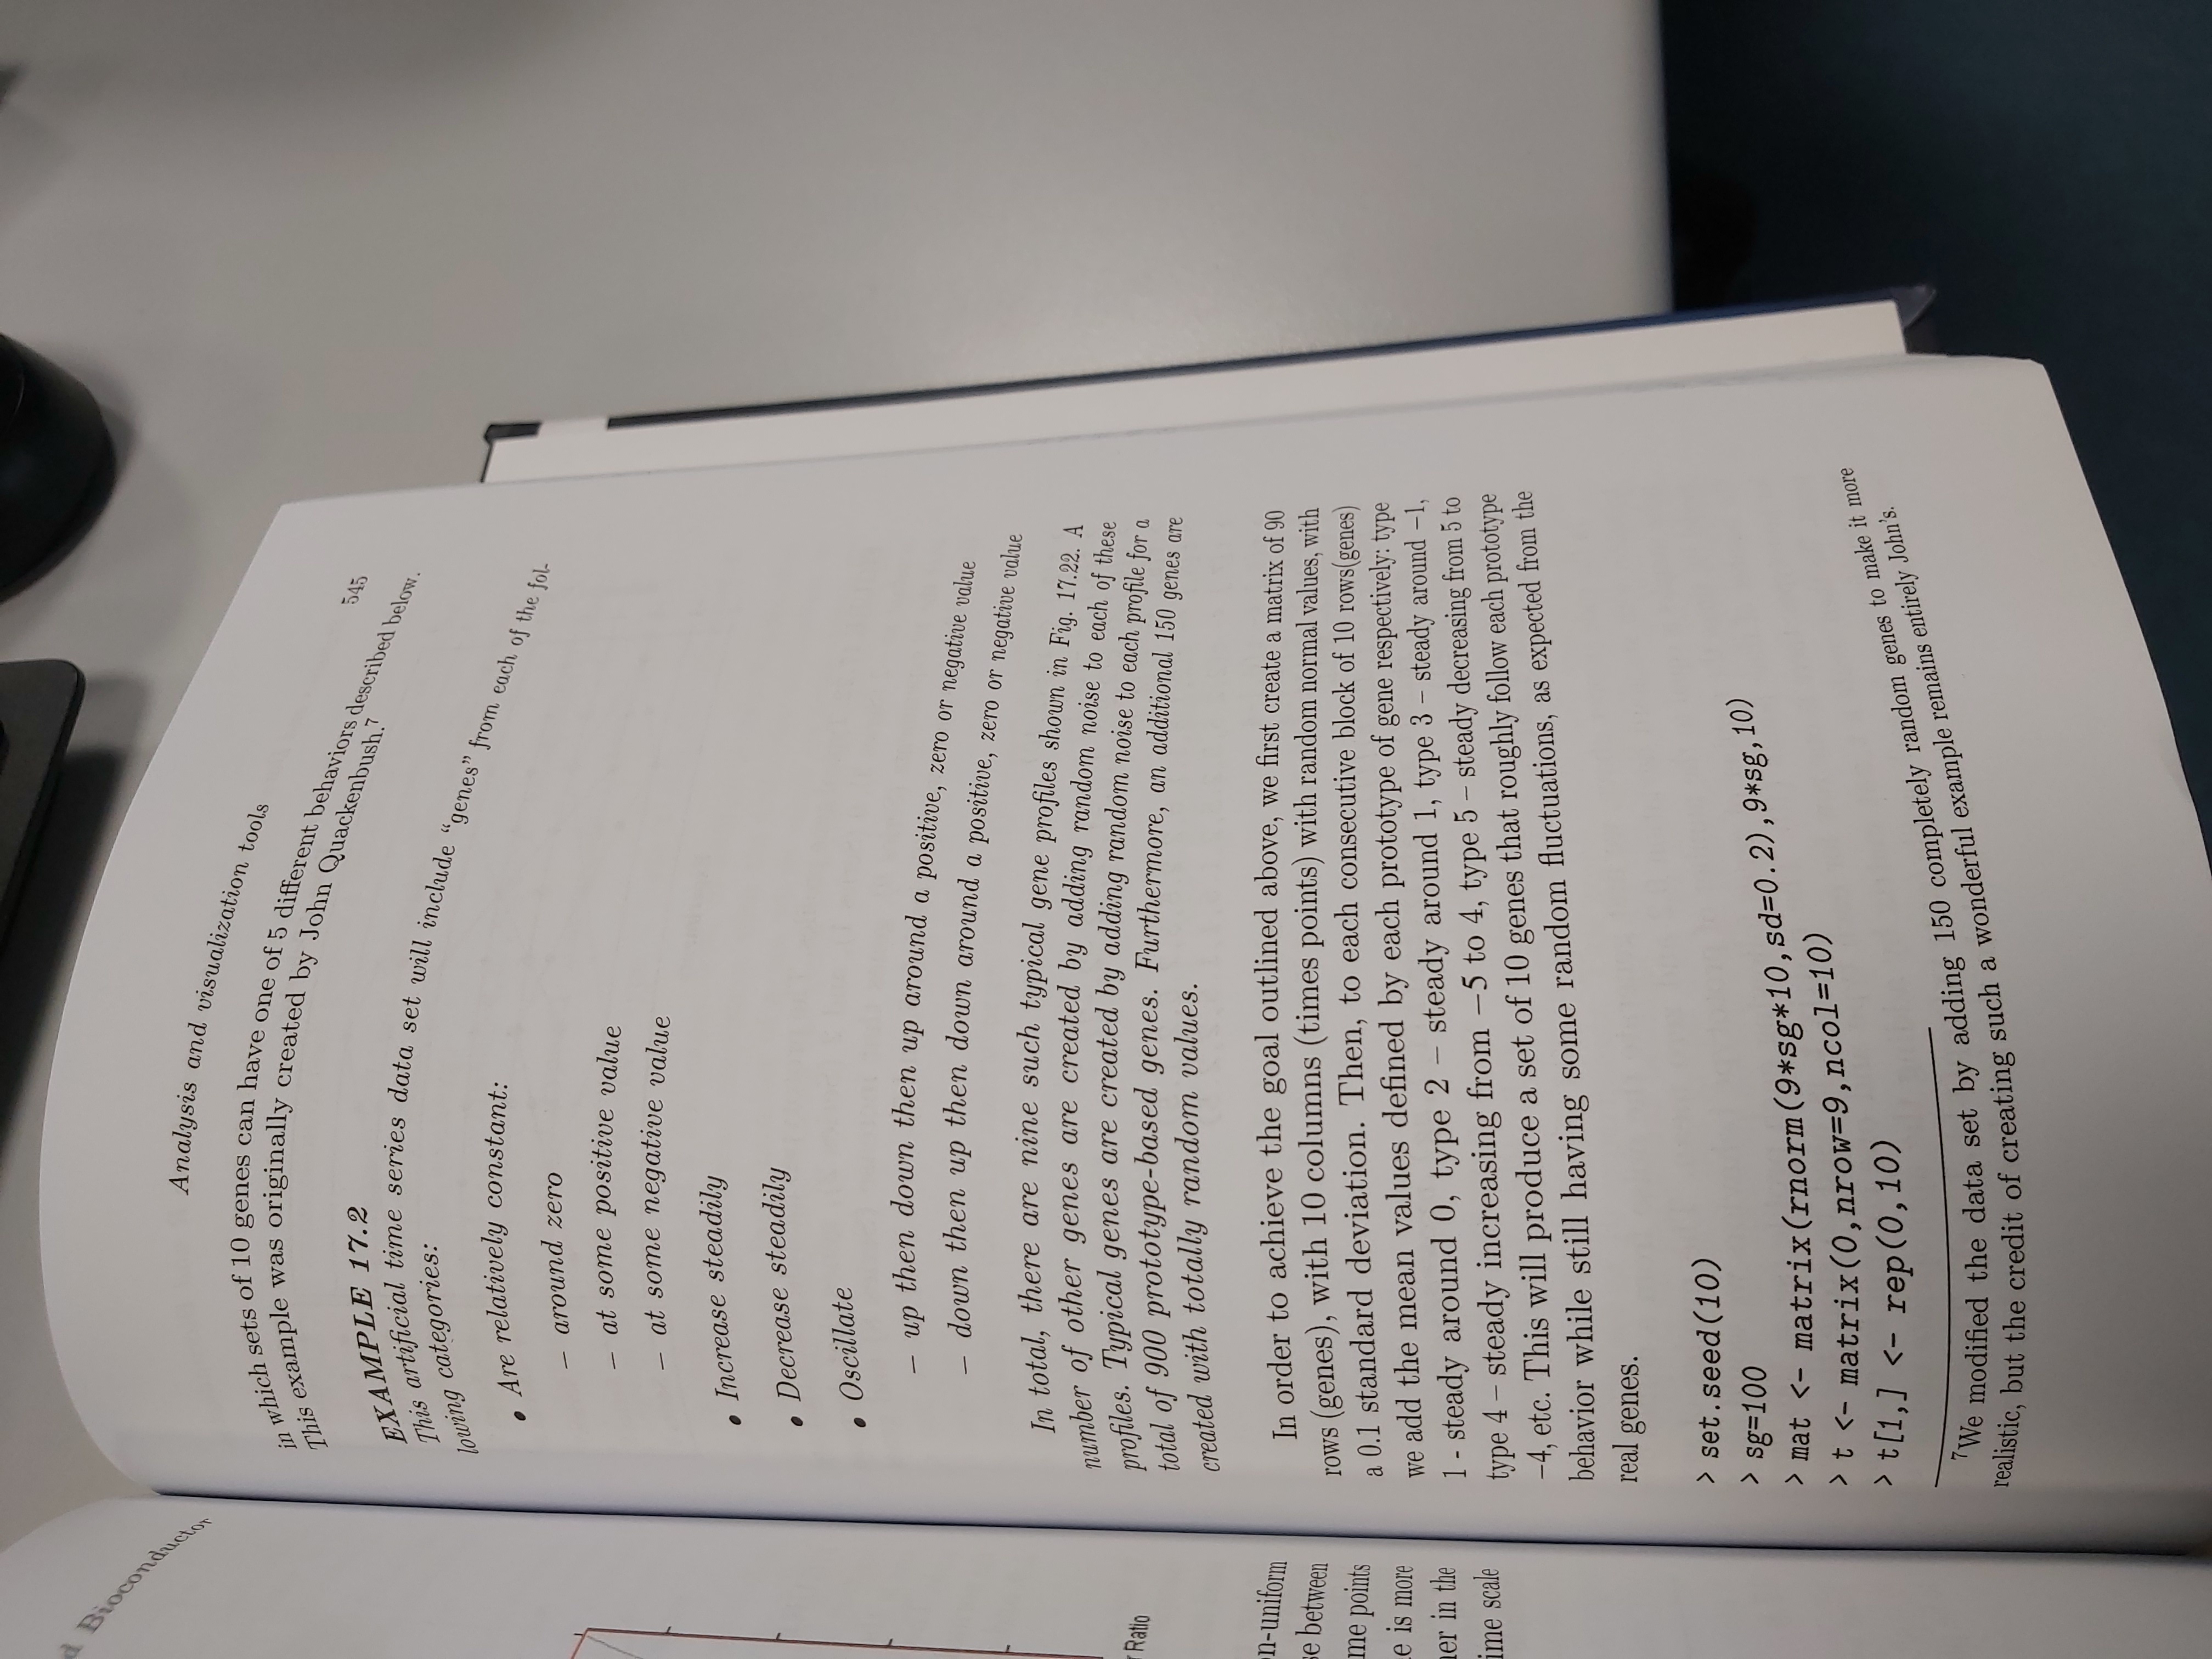 d Bioconductor
r Ratio
n-uniform
se between
me points
e is more
her in the
ime scale
Analysis and visualization tools
545
in which sets of 10 genes can have one of 5 different behaviors described below.
This example was originally created by John Quackenbush.⁷
EXAMPLE 17.2
This artificial time series data set will include “genes” from each of the fol-
lowing categories:
• Are relatively constant:
– around zero
– at some positive value
– at some negative value
• Increase steadily
• Decrease steadily
• Oscillate
– up then down then up around a positive, zero or negative value
– down then up then down around a positive, zero or negative value
In total, there are nine such typical gene profiles shown in Fig. 17.22. A
number of other genes are created by adding random noise to each of these
profiles. Typical genes are created by adding random noise to each profile for a
total of 900 prototype-based genes. Furthermore, an additional 150 genes are
created with totally random values.
In order to achieve the goal outlined above, we first create a matrix of 90
rows (genes), with 10 columns (times points) with random normal values, with
a 0.1 standard deviation. Then, to each consecutive block of 10 rows(genes)
we add the mean values defined by each prototype of gene respectively: type
1 - steady around 0, type 2 – steady around 1, type 3 – steady around −1,
type 4 – steady increasing from −5 to 4, type 5 – steady decreasing from 5 to
−4, etc. This will produce a set of 10 genes that roughly follow each prototype
behavior while still having some random fluctuations, as expected from the
real genes.
> set.seed(10)
> sg=100
> mat <- matrix(rnorm(9*sg*10,sd=0.2),9*sg,10)
> t <- matrix(0,nrow=9,ncol=10)
> t[1,] <- rep(0,10)
⁷We modified the data set by adding 150 completely random genes to make it more
realistic, but the credit of creating such a wonderful example remains entirely John's.